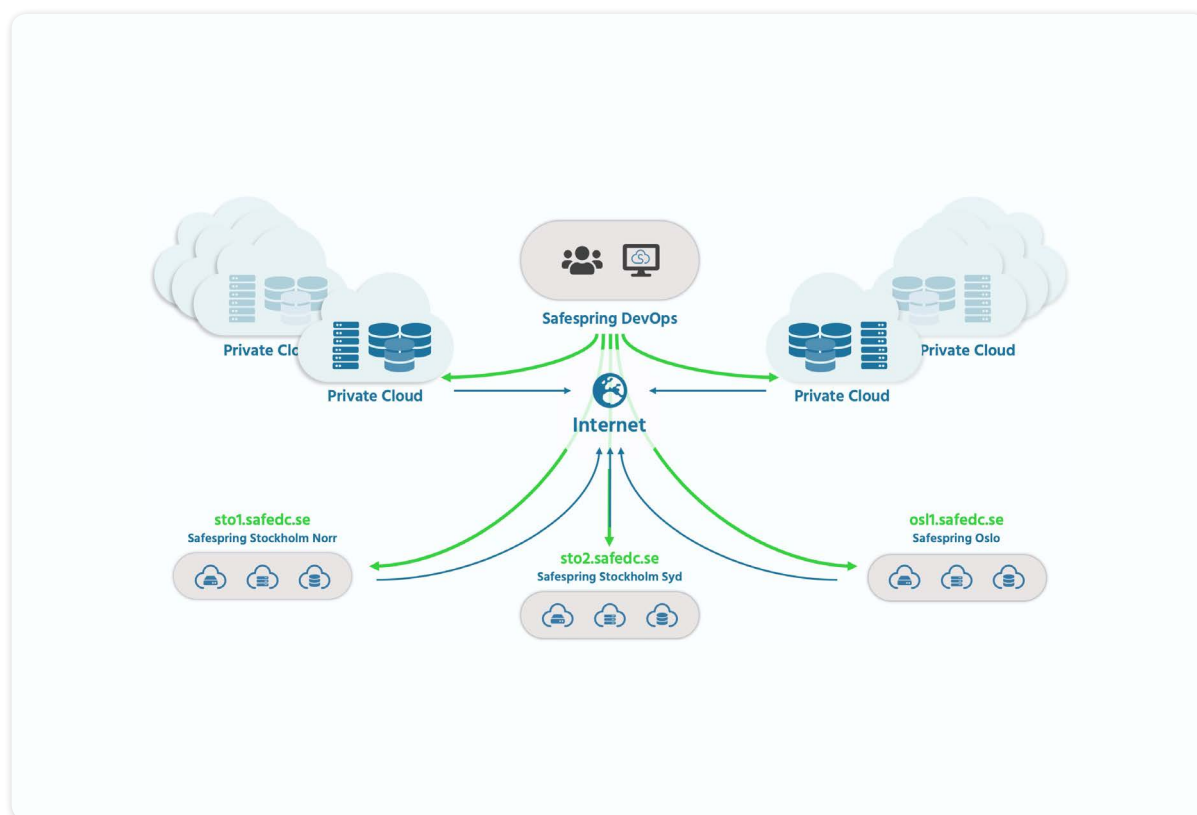 Safespring DevOps
Private Clo
Private Cloud
Private Cloud
Private Cloud
Internet
sto1.safedc.se
Safespring Stockholm Norr
sto2.safedc.se
Safespring Stockholm Syd
osl1.safedc.se
Safespring Oslo